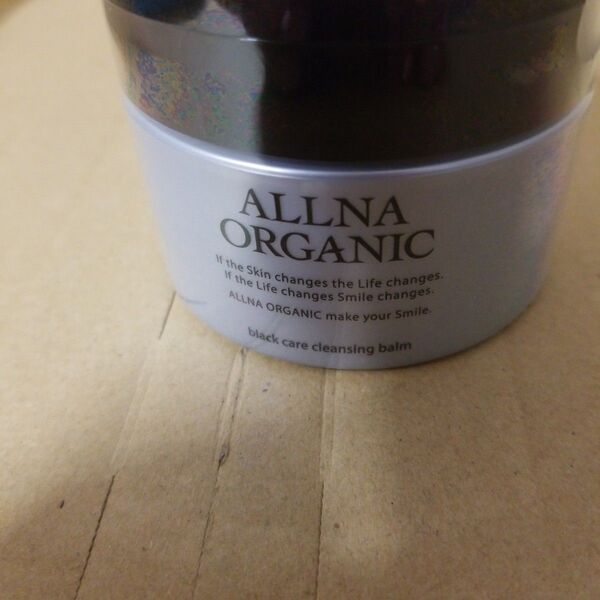 ALLNA
ORGANIC
If the Skin changes the Life changes.
If the Life changes Smile changes.
ALLNA ORGANIC make your Smile.
black care cleansing balm